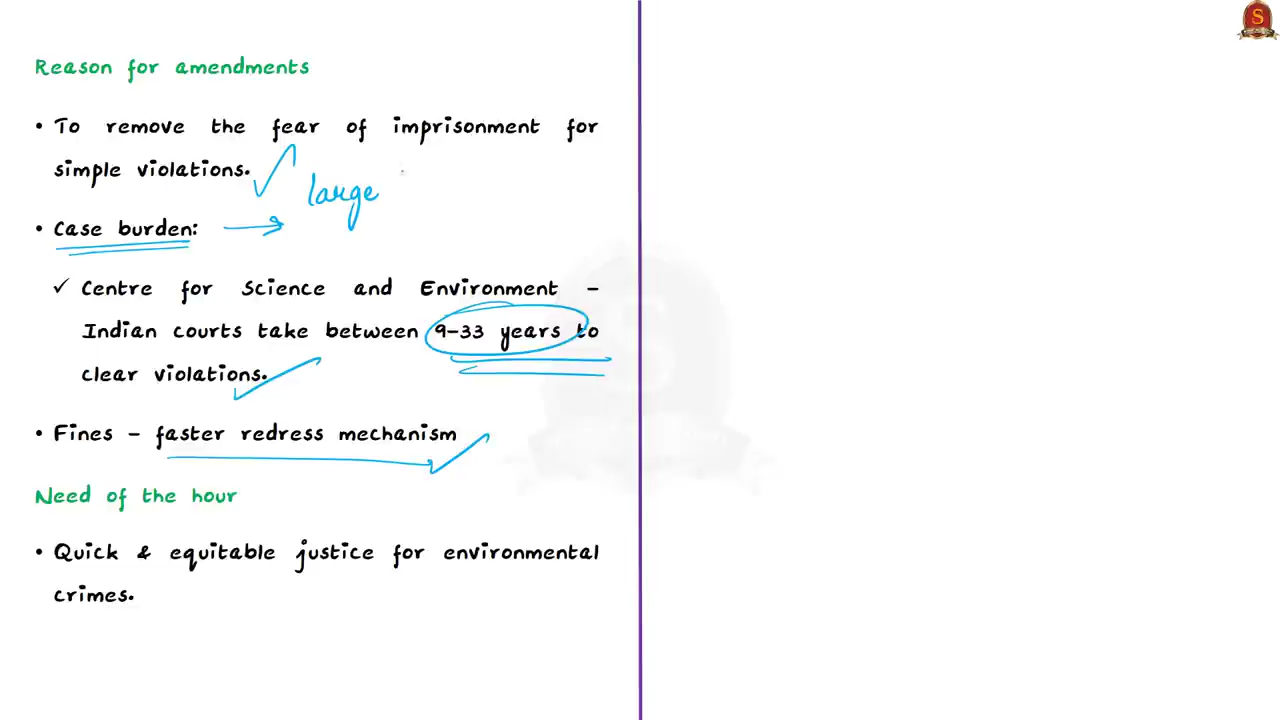 Reason for amendments
• To remove the fear of imprisonment for
simple violations.
large
• Case burden:
✓ Centre for Science and Environment -
Indian courts take between 9-33 years to
clear violations.
• Fines - faster redress mechanism
Need of the hour
• Quick & equitable justice for environmental
crimes.
S